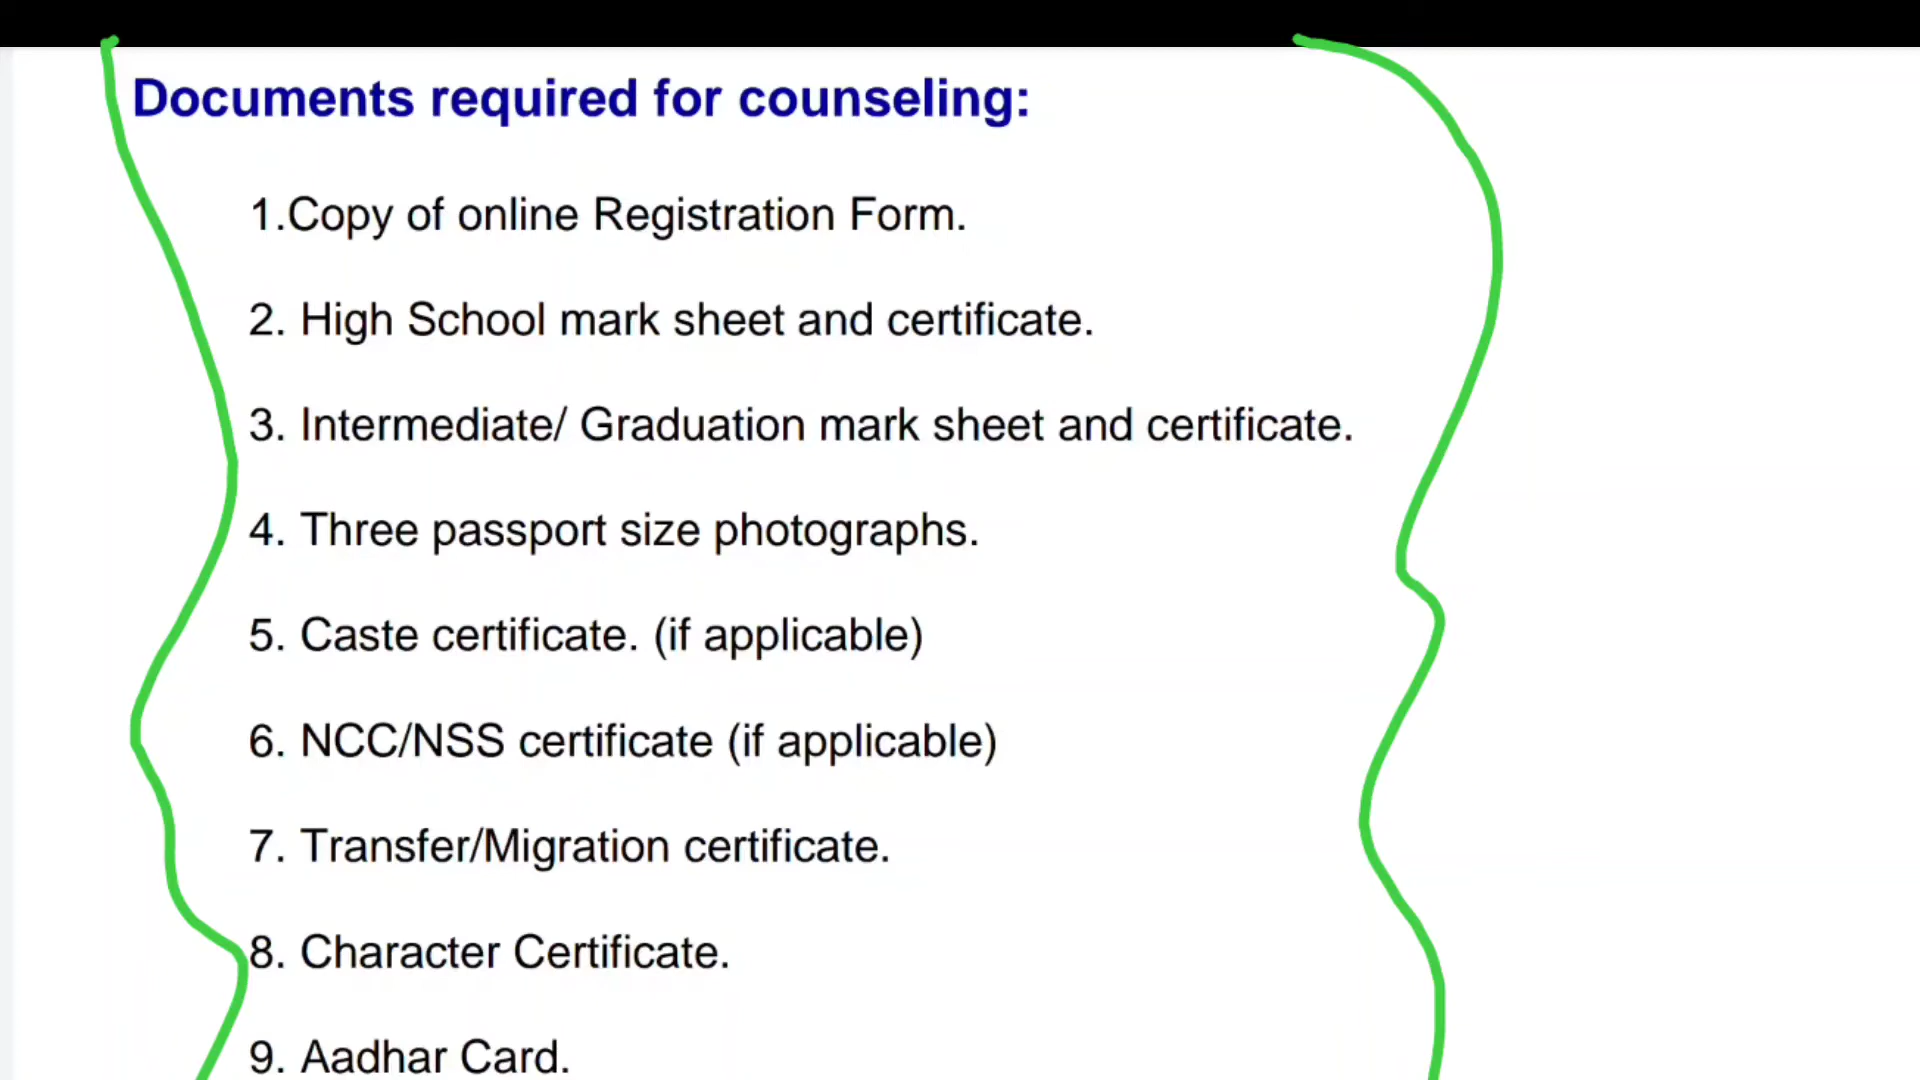 Documents required for counseling:
1.Copy of online Registration Form.
2. High School mark sheet and certificate.
3. Intermediate/ Graduation mark sheet and certificate.
4. Three passport size photographs.
5. Caste certificate. (if applicable)
6. NCC/NSS certificate (if applicable)
7. Transfer/Migration certificate.
8. Character Certificate.
9. Aadhar Card.